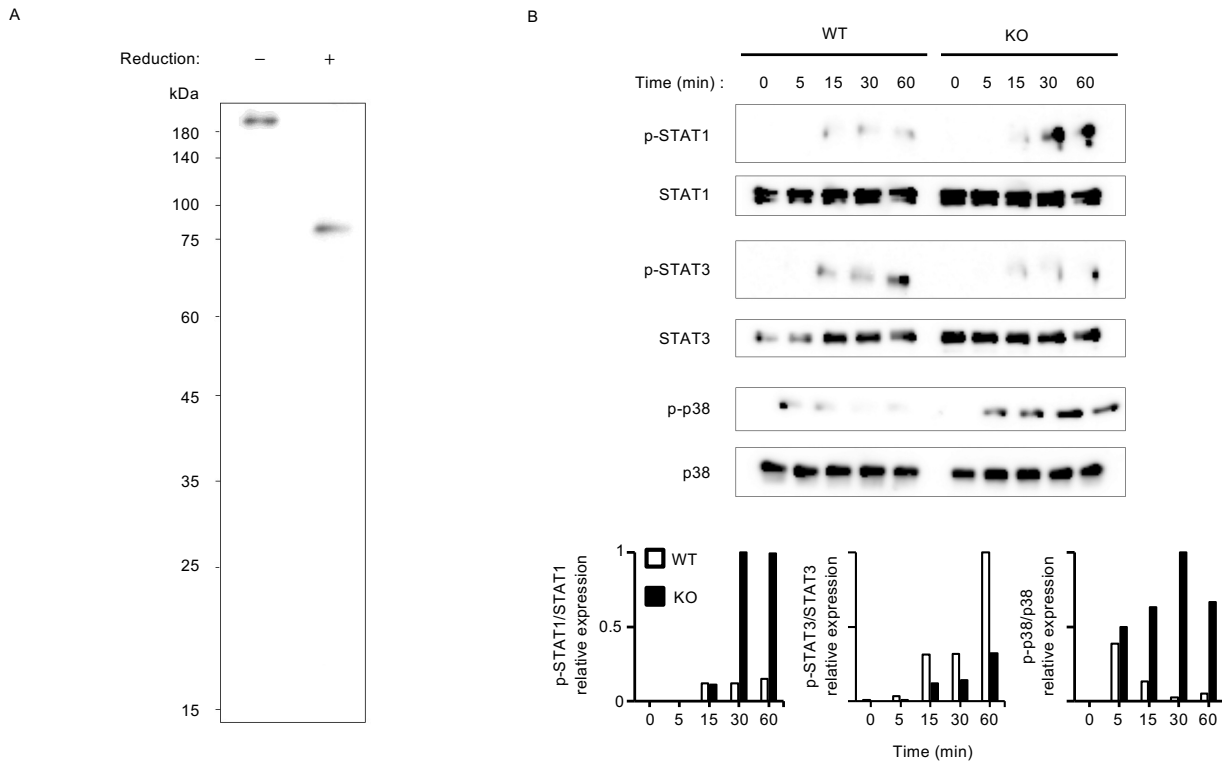 A
Reduction: − +
kDa
180
140
100
75
60
45
35
25
15
B
WT KO
Time (min) : 0 5 15 30 60 0 5 15 30 60
p-STAT1
STAT1
p-STAT3
STAT3
p-p38
p38
p-STAT1/STAT1
relative expression
1
0.5
0
WT
KO
0 5 15 30 60
p-STAT3/STAT3
relative expression
0 5 15 30 60
p-p38/p38
relative expression
0 5 15 30 60
Time (min)